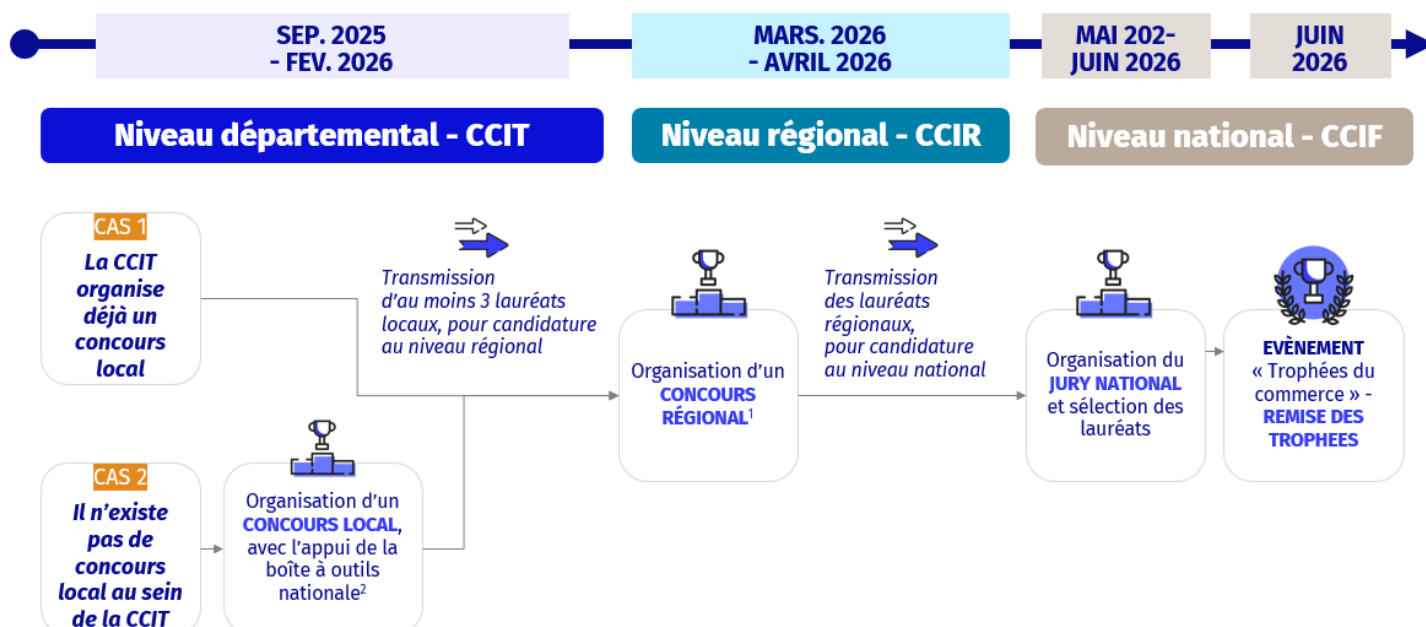 SEP. 2025
- FEV. 2026
MARS. 2026
- AVRIL 2026
MAI 202-
JUIN 2026
JUIN
2026
Niveau départemental - CCIT
Niveau régional - CCIR
Niveau national - CCIF
CAS 1
La CCIT
organise
déjà un
concours
local
Transmission
d'au moins 3 lauréats
locaux, pour candidature
au niveau régional
Organisation d'un
CONCOURS
RÉGIONAL¹
Transmission
des lauréats
régionaux,
pour candidature
au niveau national
Organisation du
JURY NATIONAL
et sélection des
lauréats
EVÈNEMENT
« Trophées du
commerce » -
REMISE DES
TROPHEES
CAS 2
Il n'existe
pas de
concours
local au sein
de la CCIT
Organisation d'un
CONCOURS LOCAL,
avec l'appui de la
boîte à outils
nationale²